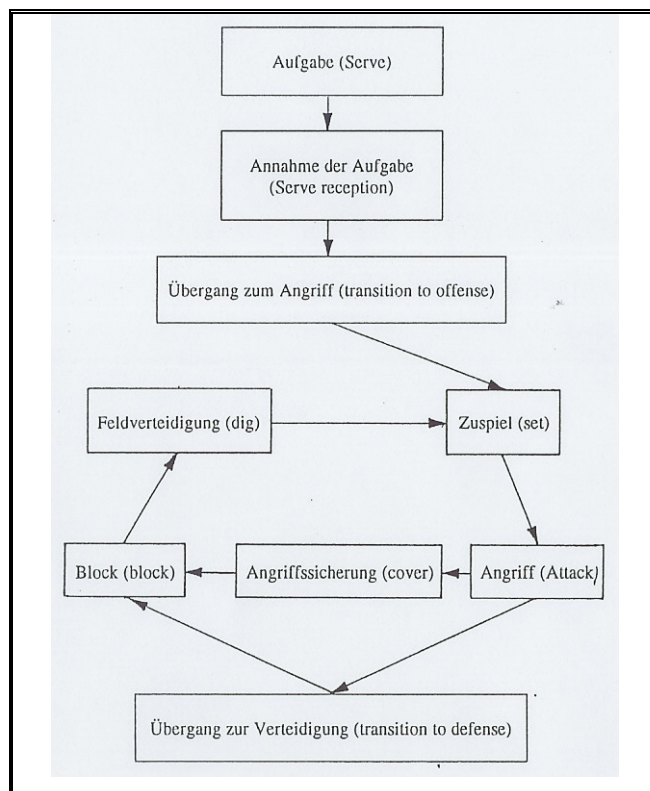 Aufgabe (Serve)
Annahme der Aufgabe
(Serve reception)
Übergang zum Angriff (transition to offense)
Feldverteidigung (dig)
Zuspiel (set)
Block (block)
Angriffssicherung (cover)
Angriff (Attack)
Übergang zur Verteidigung (transition to defense)